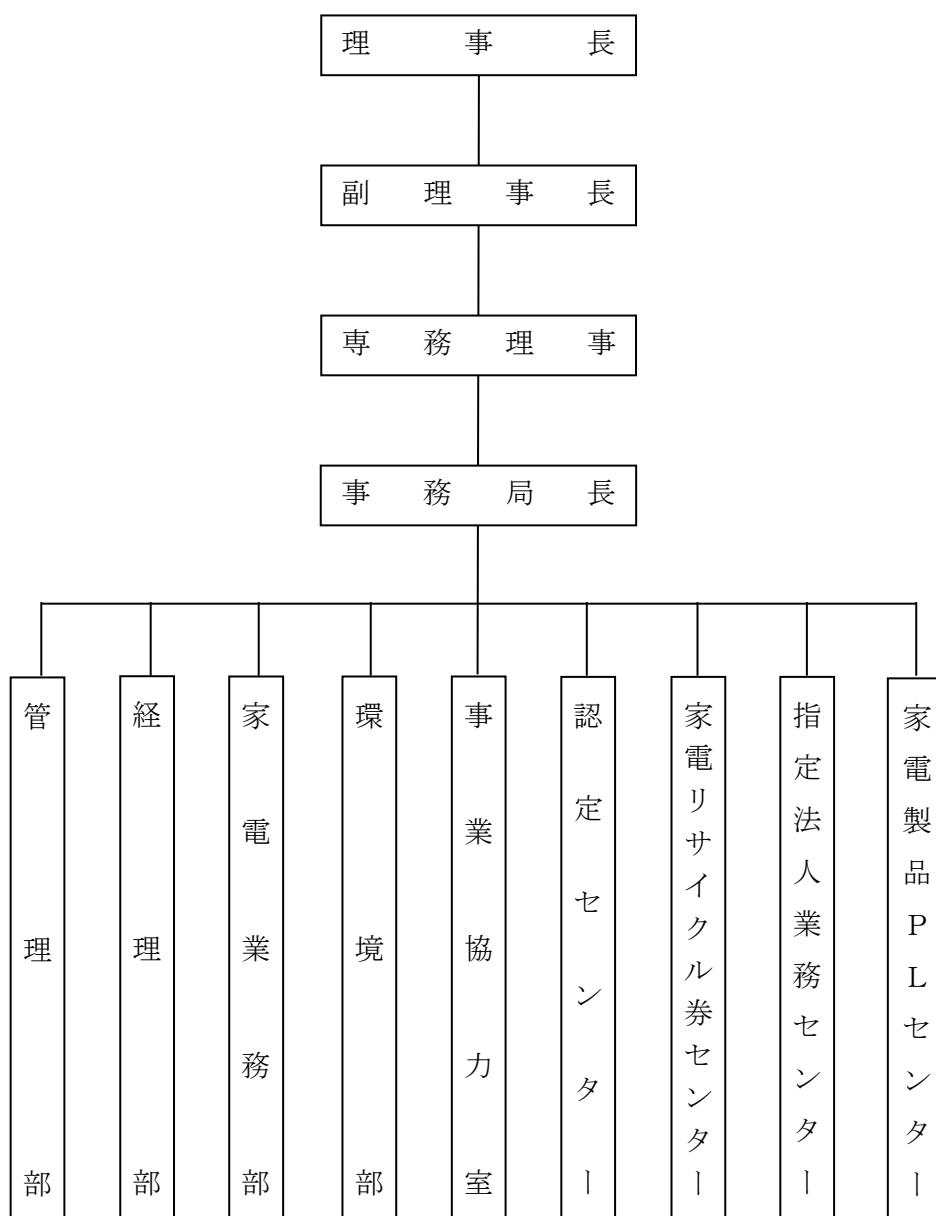 理事長
副理事長
専務理事
事務局長
管理部
経理部
家電業務部
環境部
事業協力室
認定センター
家電リサイクル券センター
指定法人業務センター
家電製品ＰＬセンター